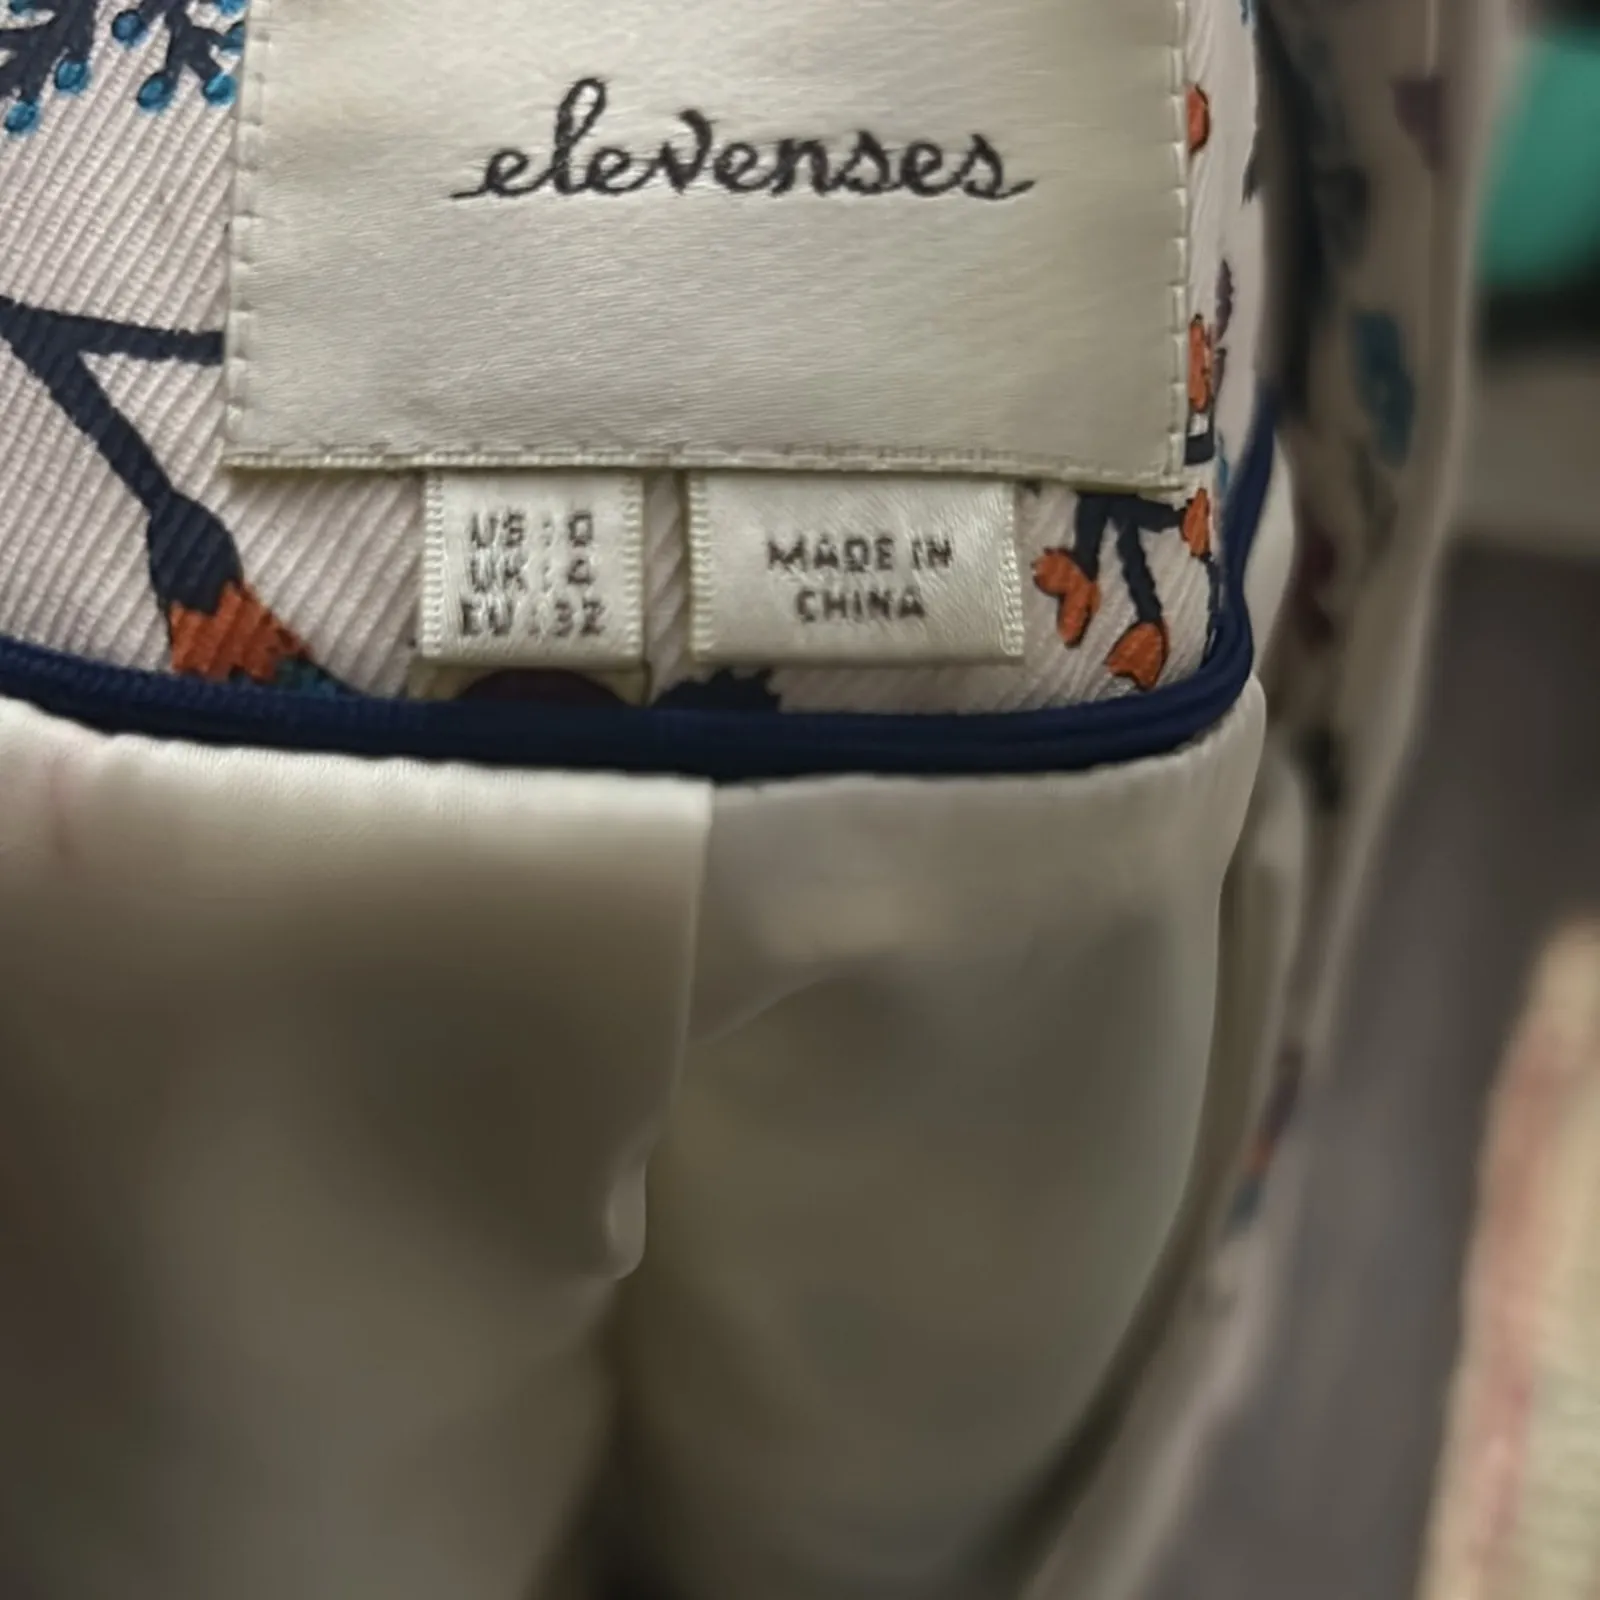 elevenses
US : 0
UK : 4
EU : 32
MADE IN
CHINA